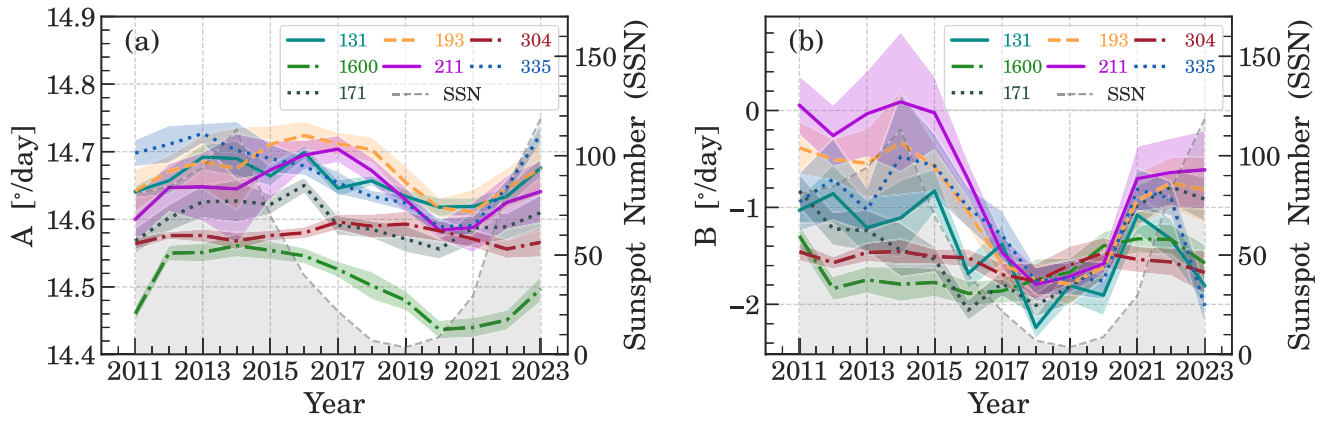 (a)
131 193 304
1600 211 335
171 SSN
14.9
14.8
14.7
14.6
14.5
14.4
A [°/day]
150
100
50
0
Sunspot Number (SSN)
2011 2013 2015 2017 2019 2021 2023
Year
(b)
131 193 304
1600 211 335
171 SSN
0
−1
−2
B [°/day]
150
100
50
0
Sunspot Number (SSN)
2011 2013 2015 2017 2019 2021 2023
Year